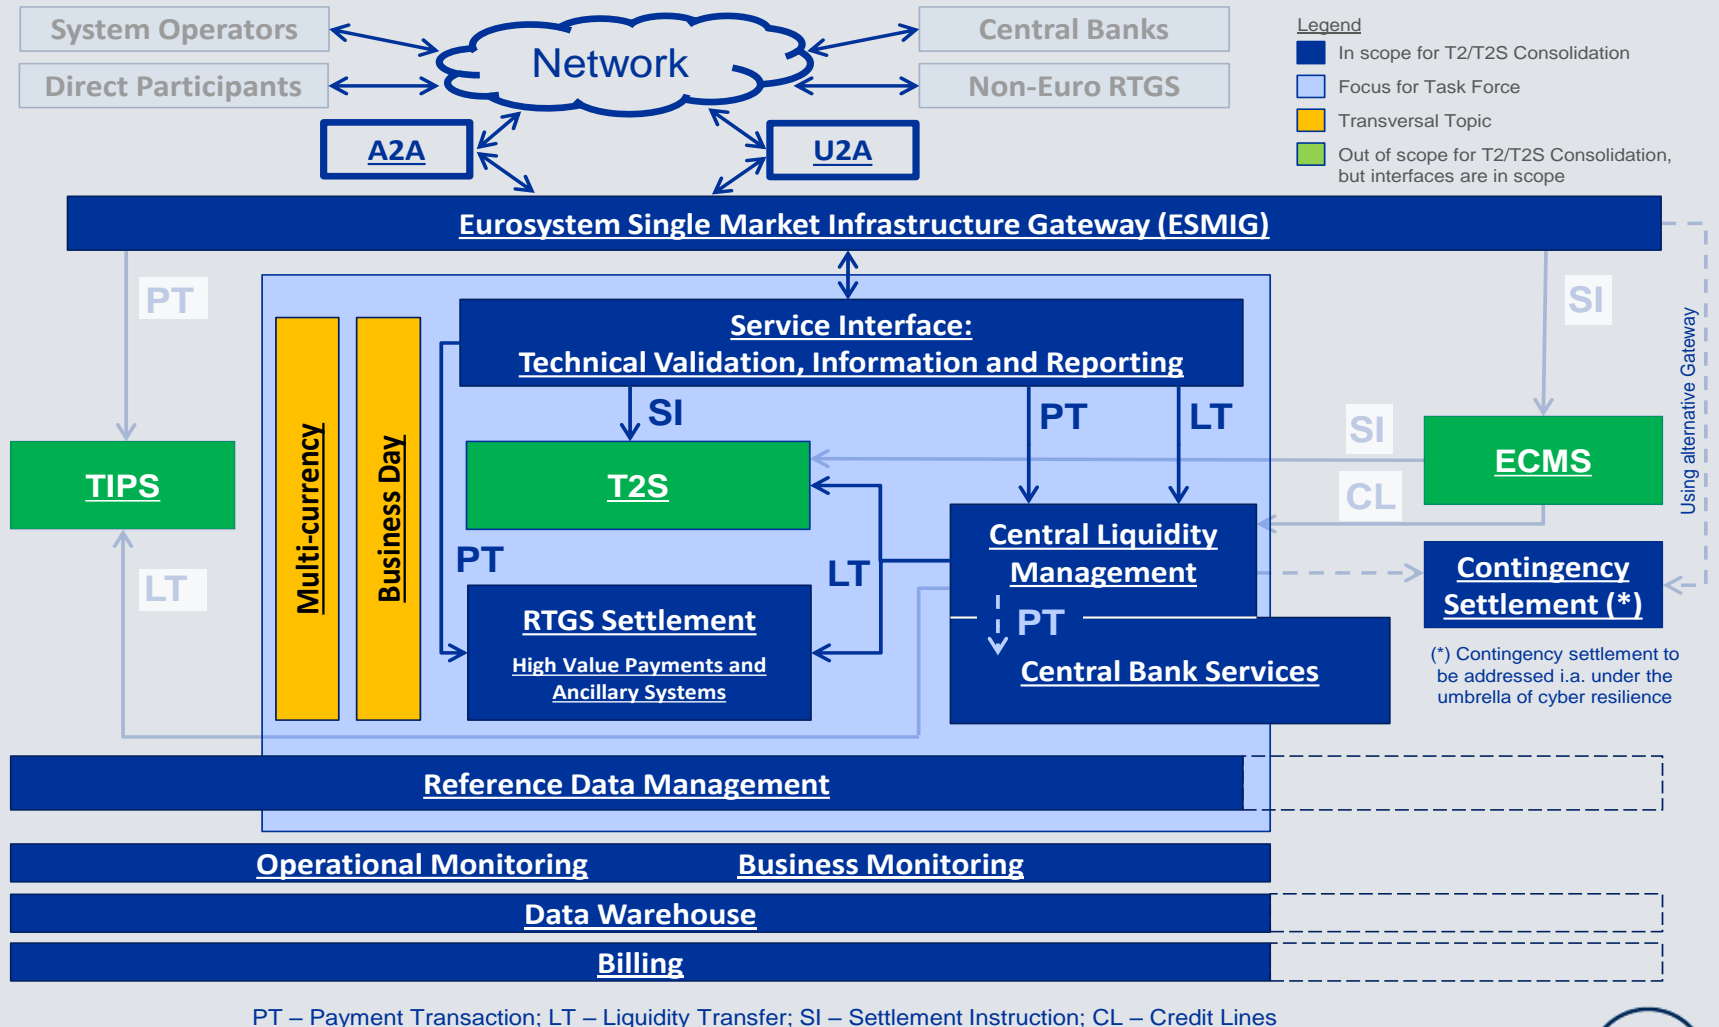 System Operators
Direct Participants
Network
Central Banks
Non-Euro RTGS
Legend
In scope for T2/T2S Consolidation
Focus for Task Force
Transversal Topic
Out of scope for T2/T2S Consolidation,
but interfaces are in scope
A2A
U2A
Eurosystem Single Market Infrastructure Gateway (ESMIG)
PT
SI
Using alternative Gateway
Service Interface:
Technical Validation, Information and Reporting
SI
PT
LT
Multi-currency
Business Day
TIPS
T2S
SI
CL
ECMS
LT
PT
LT
Central Liquidity
Management
PT
Central Bank Services
RTGS Settlement
High Value Payments and
Ancillary Systems
Contingency
Settlement (*)
(*) Contingency settlement to
be addressed i.a. under the
umbrella of cyber resilience
Reference Data Management
Operational Monitoring
Business Monitoring
Data Warehouse
Billing
PT – Payment Transaction; LT – Liquidity Transfer; SI – Settlement Instruction; CL – Credit Lines